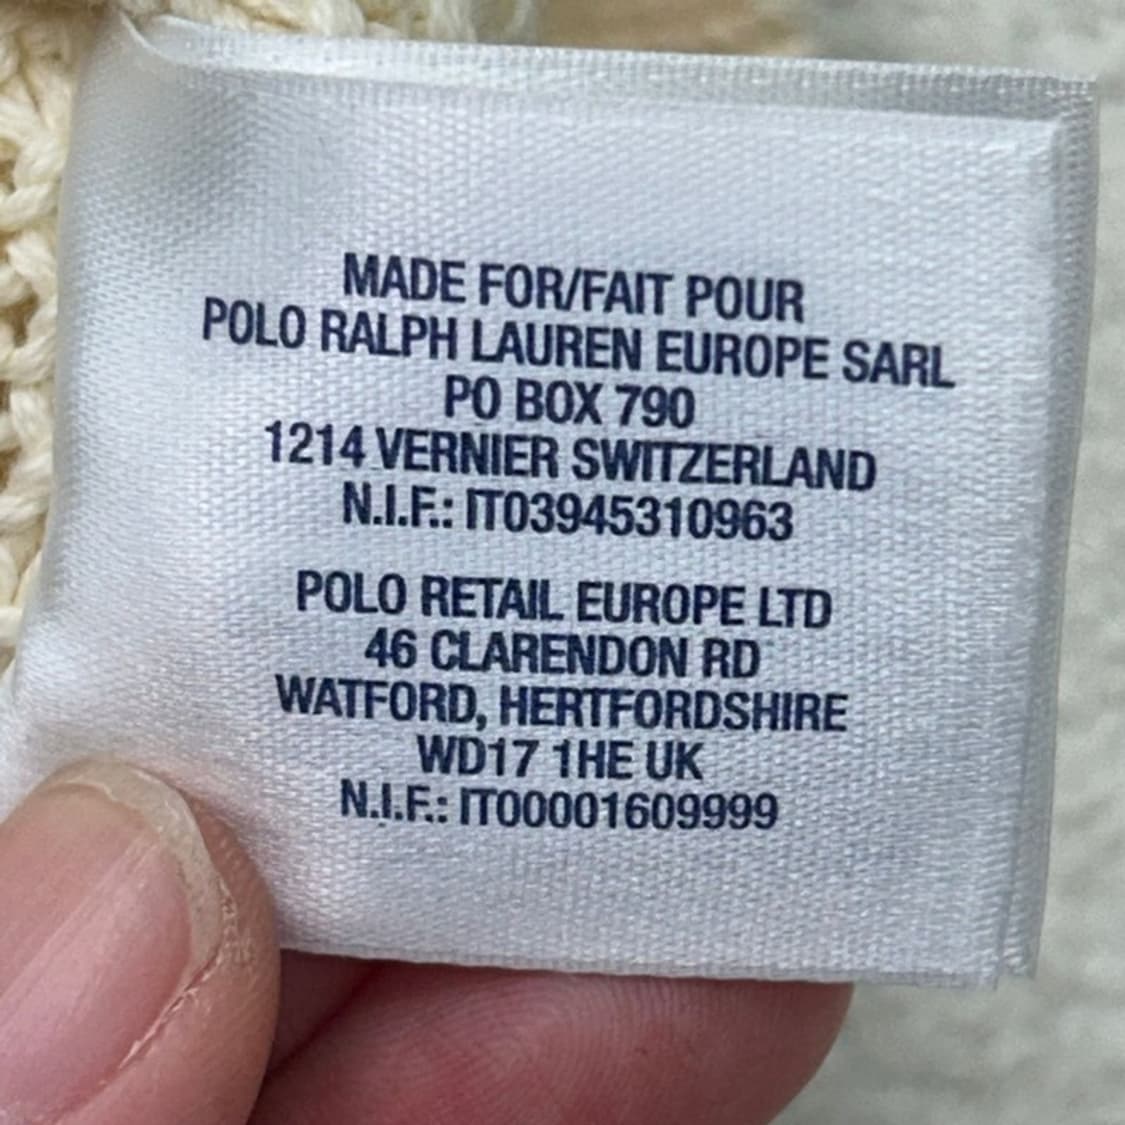 MADE FOR/FAIT POUR
POLO RALPH LAUREN EUROPE SARL
PO BOX 790
1214 VERNIER SWITZERLAND
N.I.F.: IT03945310963
POLO RETAIL EUROPE LTD
46 CLARENDON RD
WATFORD, HERTFORDSHIRE
WD17 1HE UK
N.I.F.: IT00001609999